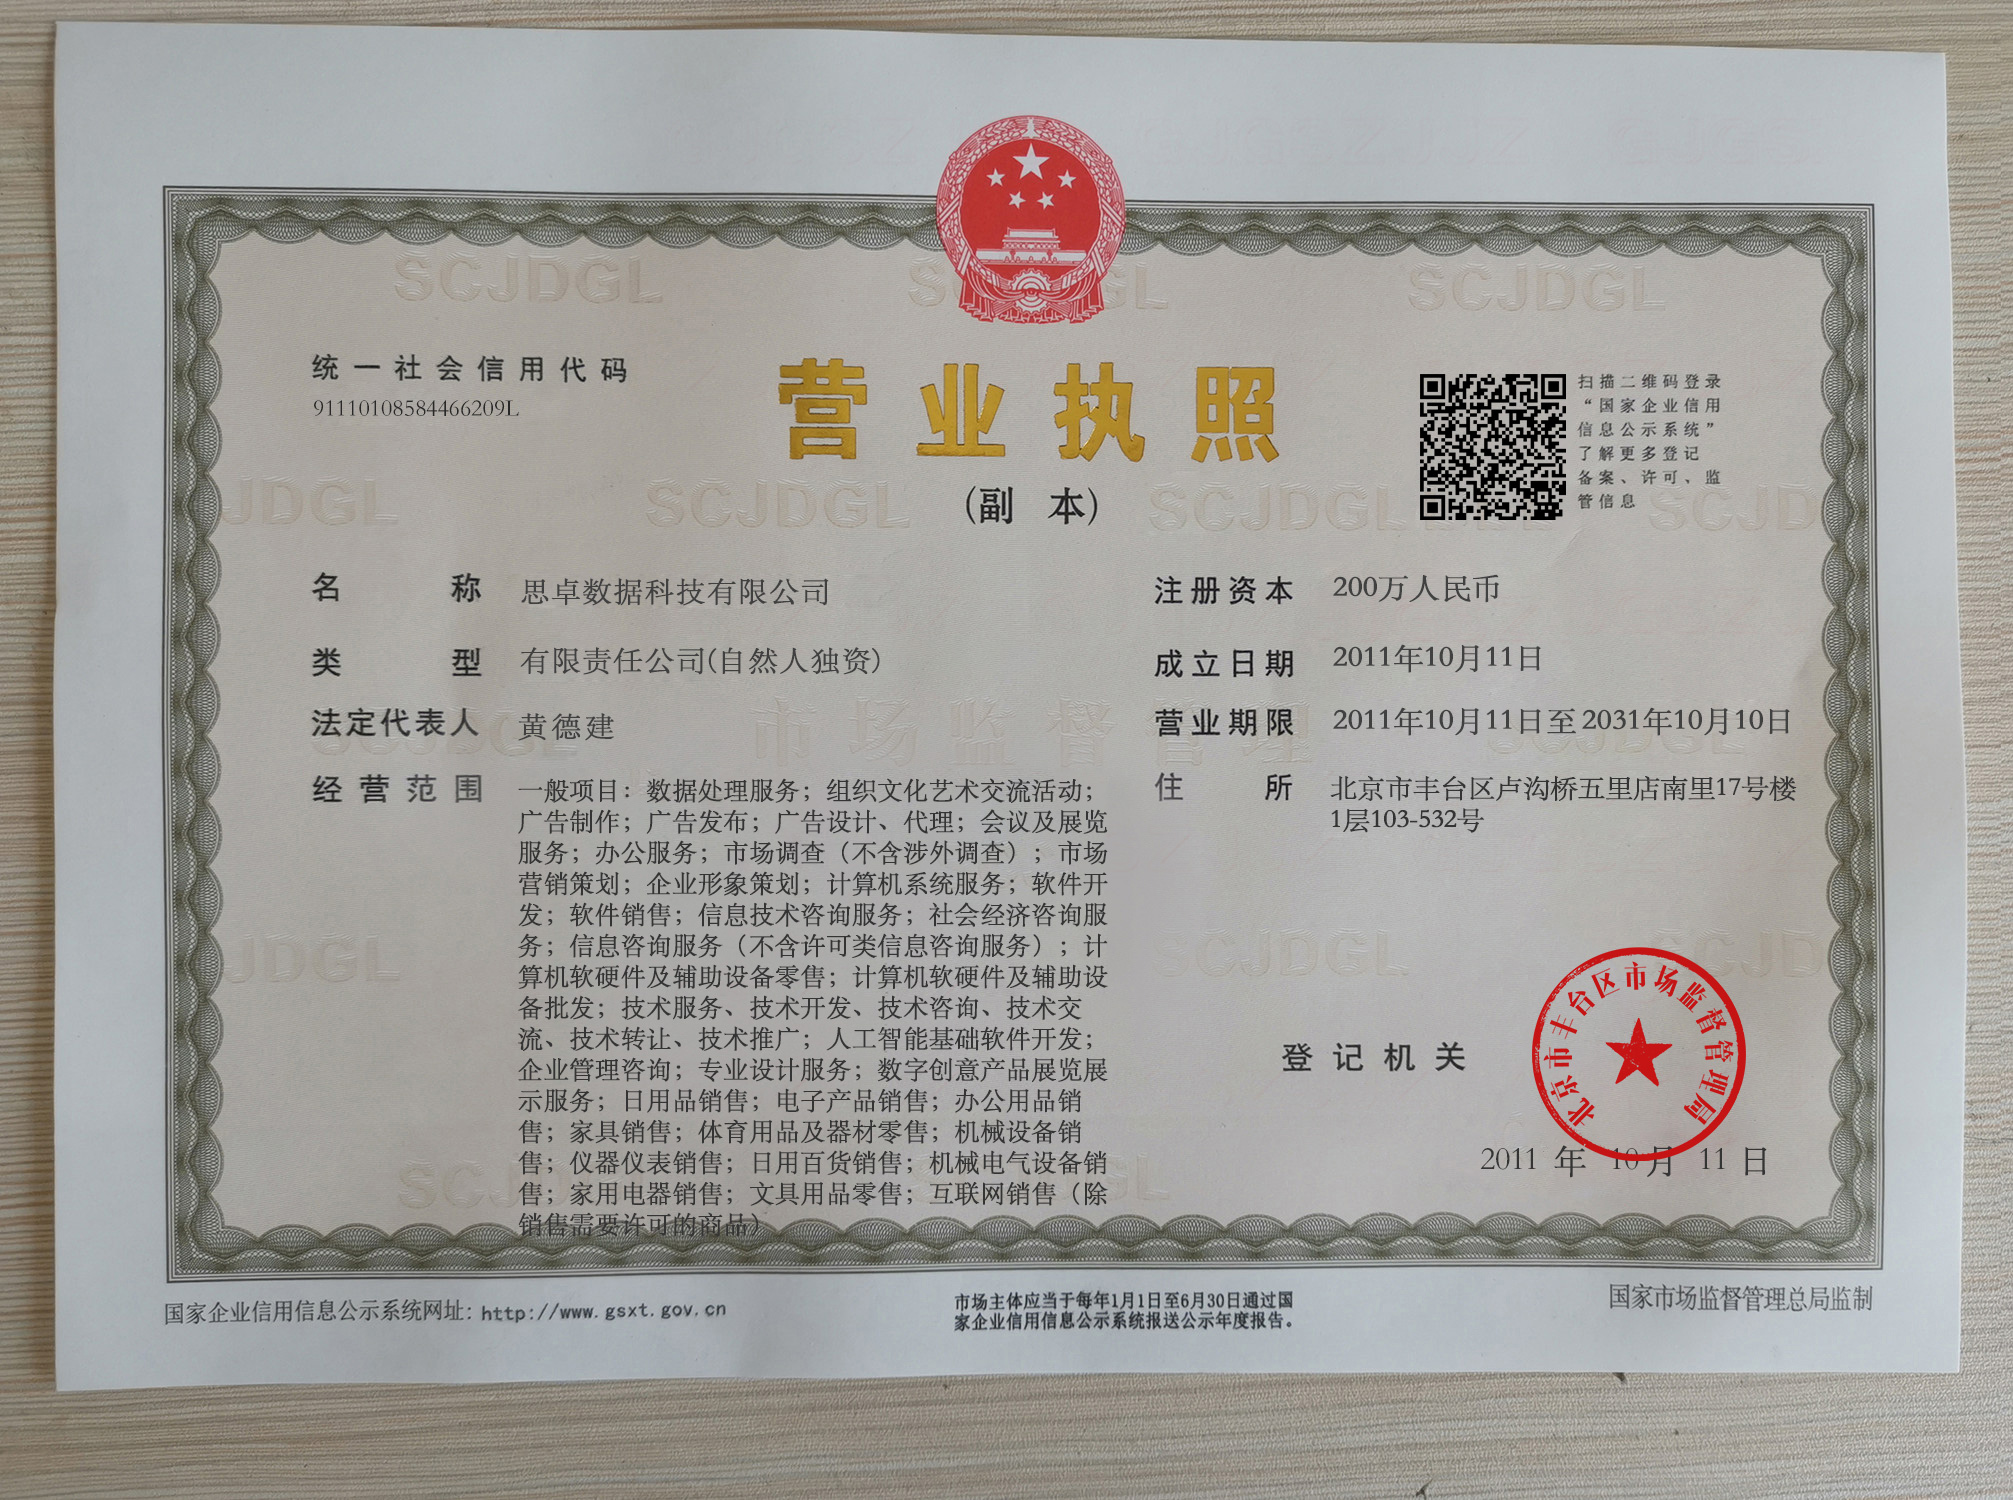 统一社会信用代码
91110108584466209L
营业执照
(副 本)
扫描二维码登录
“国家企业信用
信息公示系统”
了解更多登记
备案、许可、监
管信息
名 称 思卓数据科技有限公司
类 型 有限责任公司(自然人独资)
法定代表人 黄德建
经营范围 一般项目：数据处理服务；组织文化艺术交流活动；
广告制作；广告发布；广告设计、代理；会议及展览
服务；办公服务；市场调查（不含涉外调查）；市场
营销策划；企业形象策划；计算机系统服务；软件开
发；软件销售；信息技术咨询服务；社会经济咨询服
务；信息咨询服务（不含许可类信息咨询服务）；计
算机软硬件及辅助设备零售；计算机软硬件及辅助设
备批发；技术服务、技术开发、技术咨询、技术交
流、技术转让、技术推广；人工智能基础软件开发；
企业管理咨询；专业设计服务；数字创意产品展览展
示服务；日用品销售；电子产品销售；办公用品销
售；家具销售；体育用品及器材零售；机械设备销
售；仪器仪表销售；日用百货销售；机械电气设备销
售；家用电器销售；文具用品零售；互联网销售（除
销售需要许可的商品）
注册资本 200万人民币
成立日期 2011年10月11日
营业期限 2011年10月11日至2031年10月10日
住 所 北京市丰台区卢沟桥五里店南里17号楼
1层103-532号
登记机关
北京市丰台区市场监督管理局
2011 年 10 月 11 日
国家企业信用信息公示系统网址：http://www.gsxt.gov.cn
市场主体应当于每年1月1日至6月30日通过国
家企业信用信息公示系统报送公示年度报告。
国家市场监督管理总局监制
SCJDGL
市场监督管理